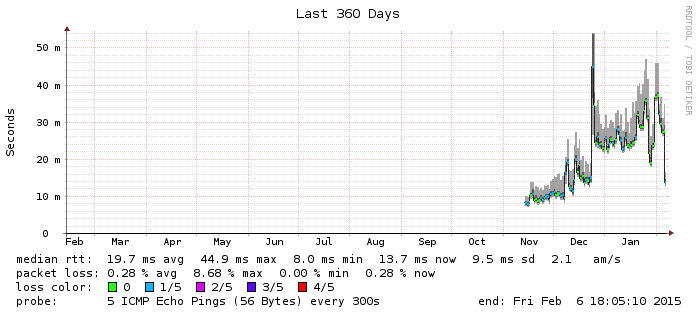 Last 360 Days
RRDTOOL / TOBI OETIKER
Seconds
50 m
40 m
30 m
20 m
10 m
0
Feb Mar Apr May Jun Jul Aug Sep Oct Nov Dec Jan
median rtt: 19.7 ms avg 44.9 ms max 8.0 ms min 13.7 ms now 9.5 ms sd 2.1 am/s
packet loss: 0.28 % avg 8.68 % max 0.00 % min 0.28 % now
loss color: 0 1/5 2/5 3/5 4/5
probe: 5 ICMP Echo Pings (56 Bytes) every 300s end: Fri Feb 6 18:05:10 2015